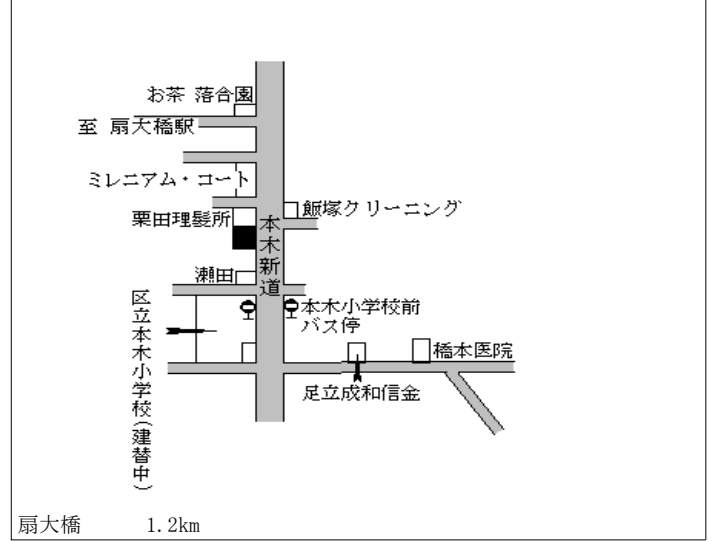 お茶 落合園
至 扇大橋駅
ミレニアム・コート
飯塚クリーニング
栗田理髪所
本木新道
瀬田
本木小学校前
バス停
区立本木小学校(建替中)
橋本医院
足立成和信金
扇大橋 1.2km